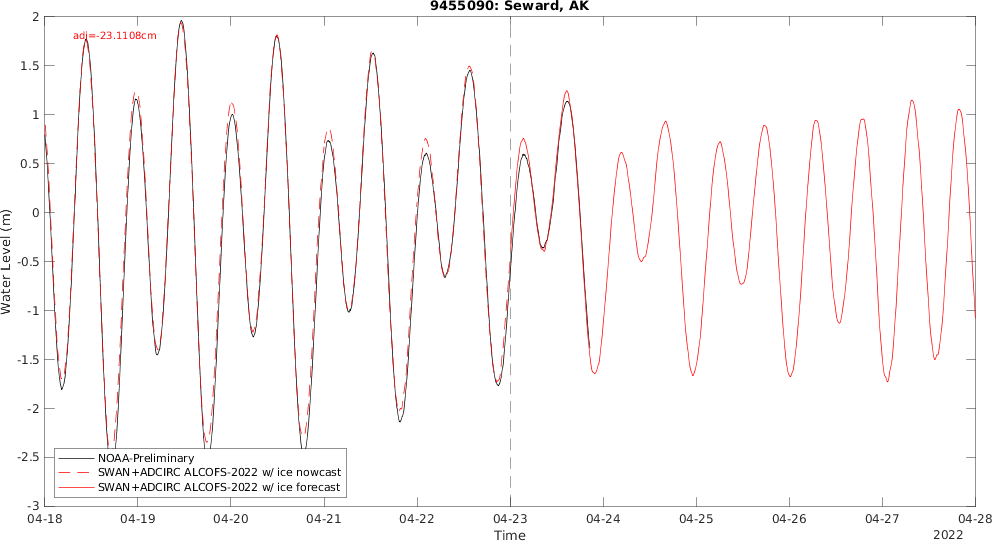 9455090: Seward, AK
adj=-23.1108cm
Water Level (m)
2
1.5
1
0.5
0
-0.5
-1
-1.5
-2
-2.5
-3
NOAA-Preliminary
SWAN+ADCIRC ALCOFS-2022 w/ ice nowcast
SWAN+ADCIRC ALCOFS-2022 w/ ice forecast
04-18 04-19 04-20 04-21 04-22 04-23 04-24 04-25 04-26 04-27 04-28
Time
2022